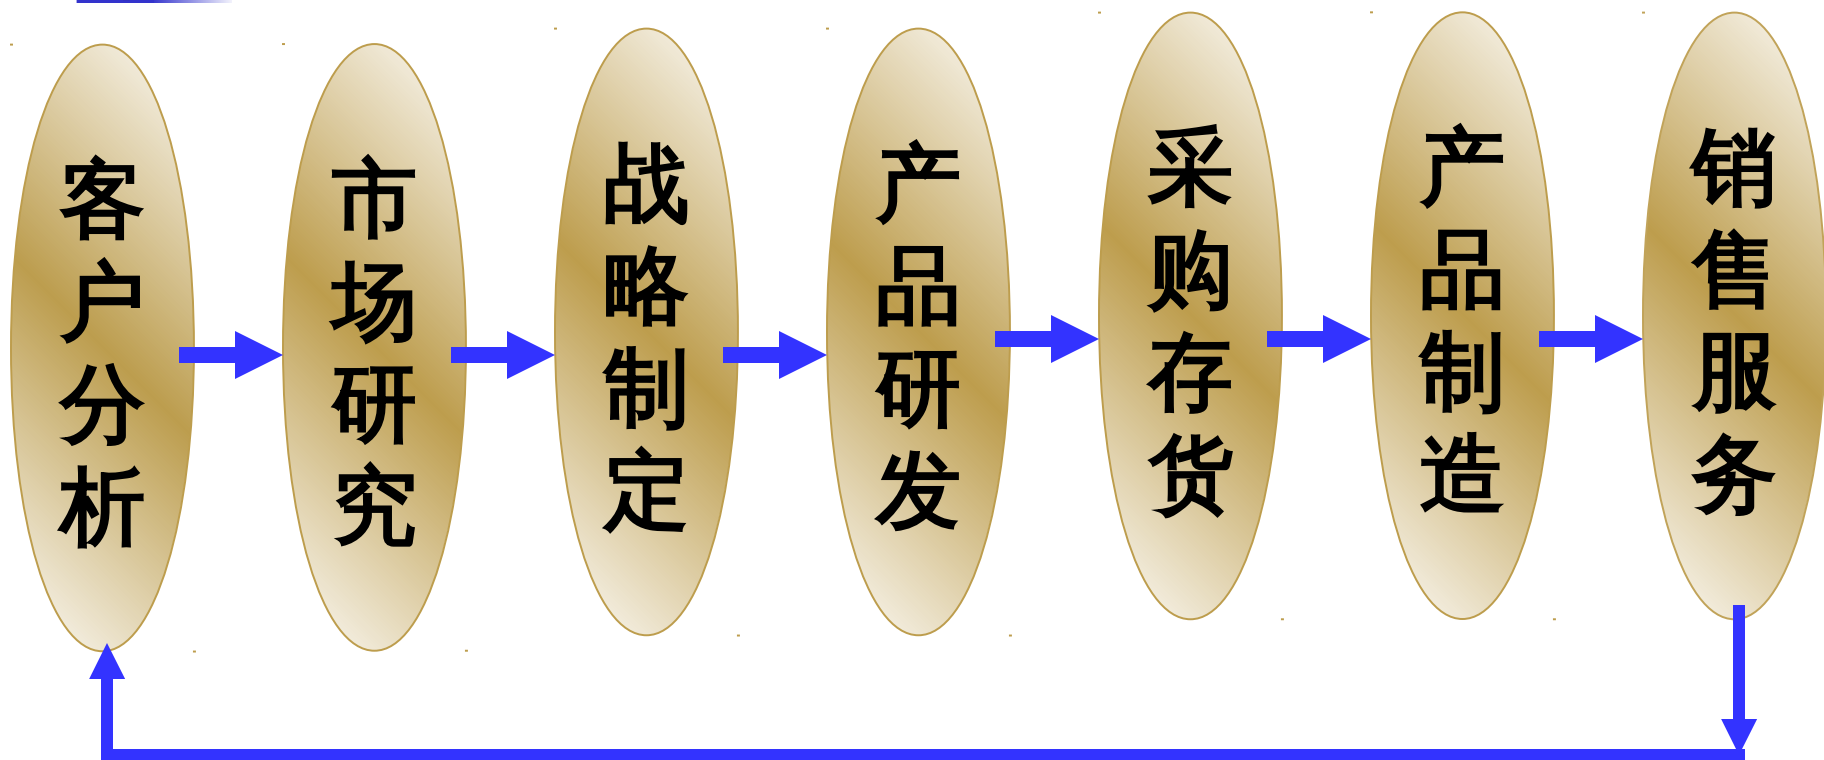 客户分析
市场研究
战略制定
产品研发
采购存货
产品制造
销售服务